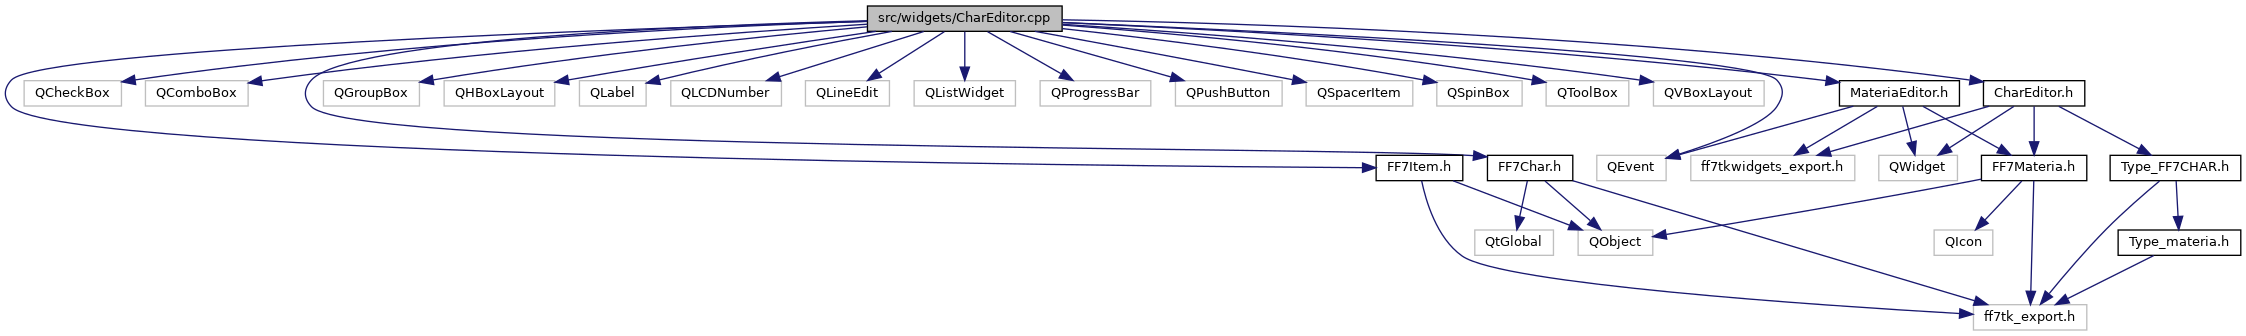 src/widgets/CharEditor.cpp
QCheckBox
QComboBox
QGroupBox
QHBoxLayout
QLabel
QLCDNumber
QLineEdit
QListWidget
QProgressBar
QPushButton
QSpacerItem
QSpinBox
QToolBox
QVBoxLayout
MateriaEditor.h
CharEditor.h
FF7Item.h
FF7Char.h
QEvent
ff7tkwidgets_export.h
QWidget
FF7Materia.h
Type_FF7CHAR.h
QtGlobal
QObject
QIcon
Type_materia.h
ff7tk_export.h